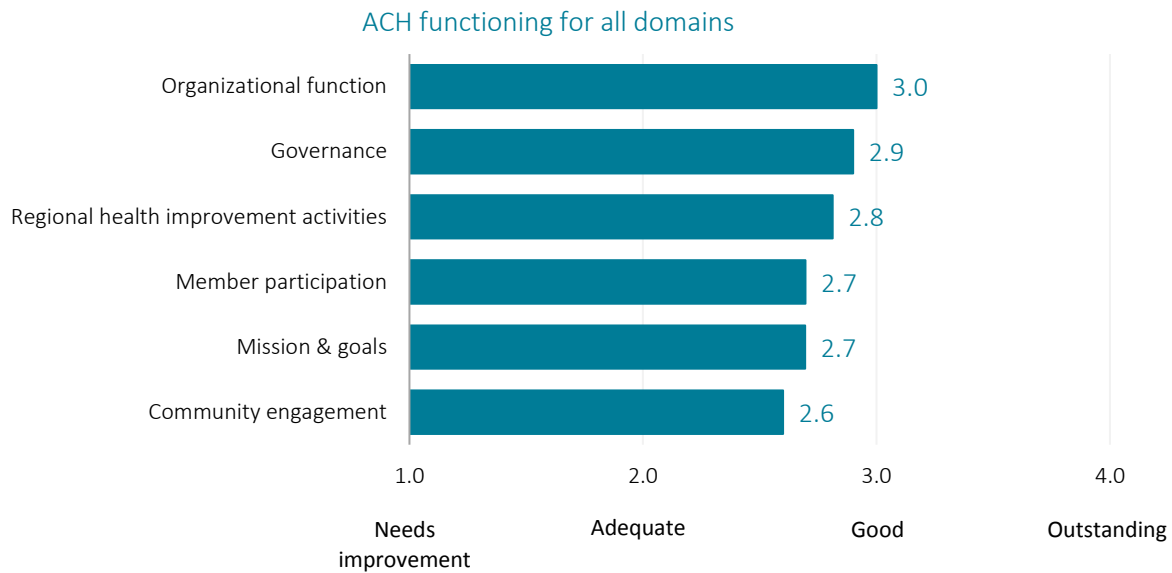 ACH functioning for all domains
Organizational function
3.0
Governance
2.9
Regional health improvement activities
2.8
Member participation
2.7
Mission & goals
2.7
Community engagement
2.6
1.0
2.0
3.0
4.0
Needs
improvement
Adequate
Good
Outstanding